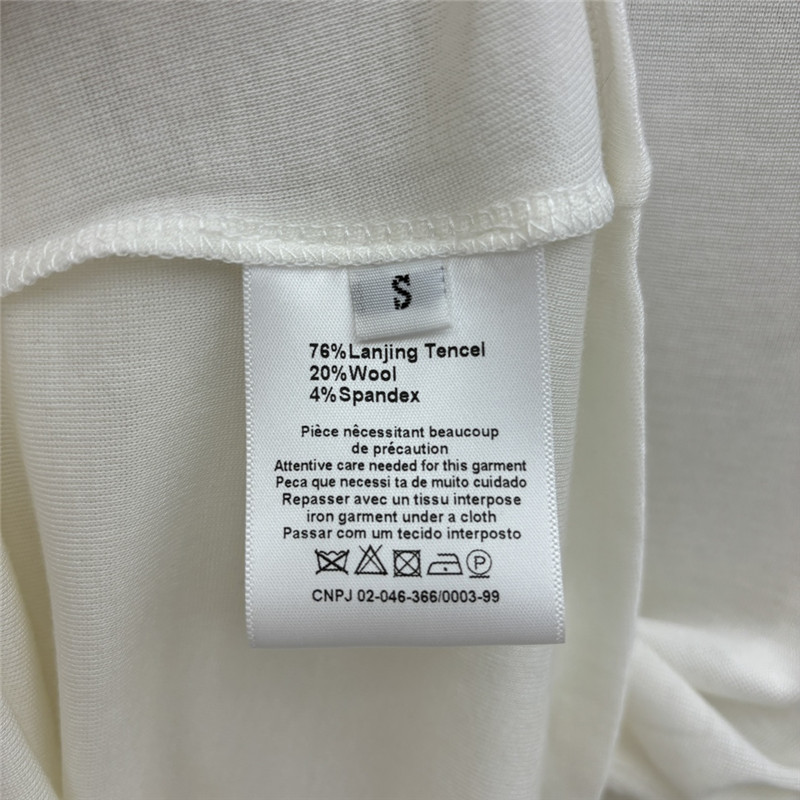 S
76%Lanjing Tencel
20%Wool
4%Spandex
Pièce nêcessitant beaucoup
de précaution
Attentive care needed for this garment
Peca que necessi ta de muito cuidado
Repasser avec un tissu interpose
iron garment under a cloth
Passar com um tecido interposto
P
CNPJ 02-046-366/0003-99